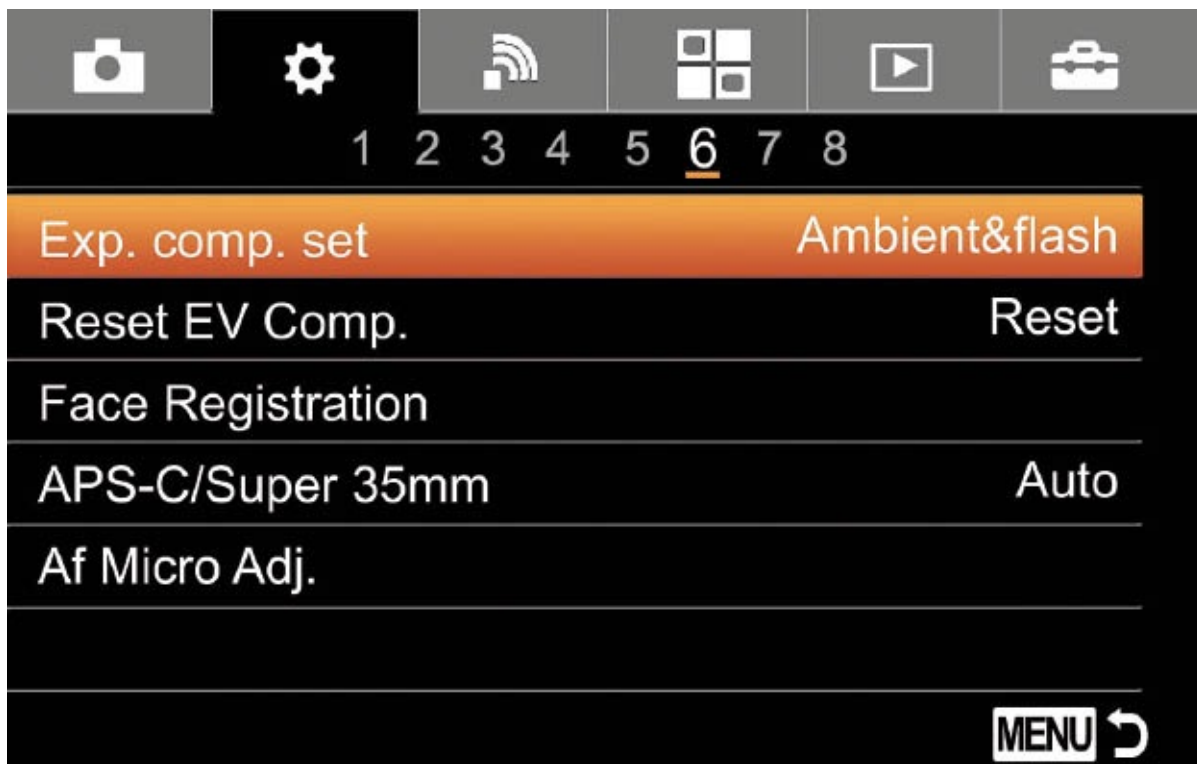 1 2 3 4 5 6 7 8
Exp. comp. set Ambient&flash
Reset EV Comp. Reset
Face Registration
APS-C/Super 35mm Auto
Af Micro Adj.
MENU